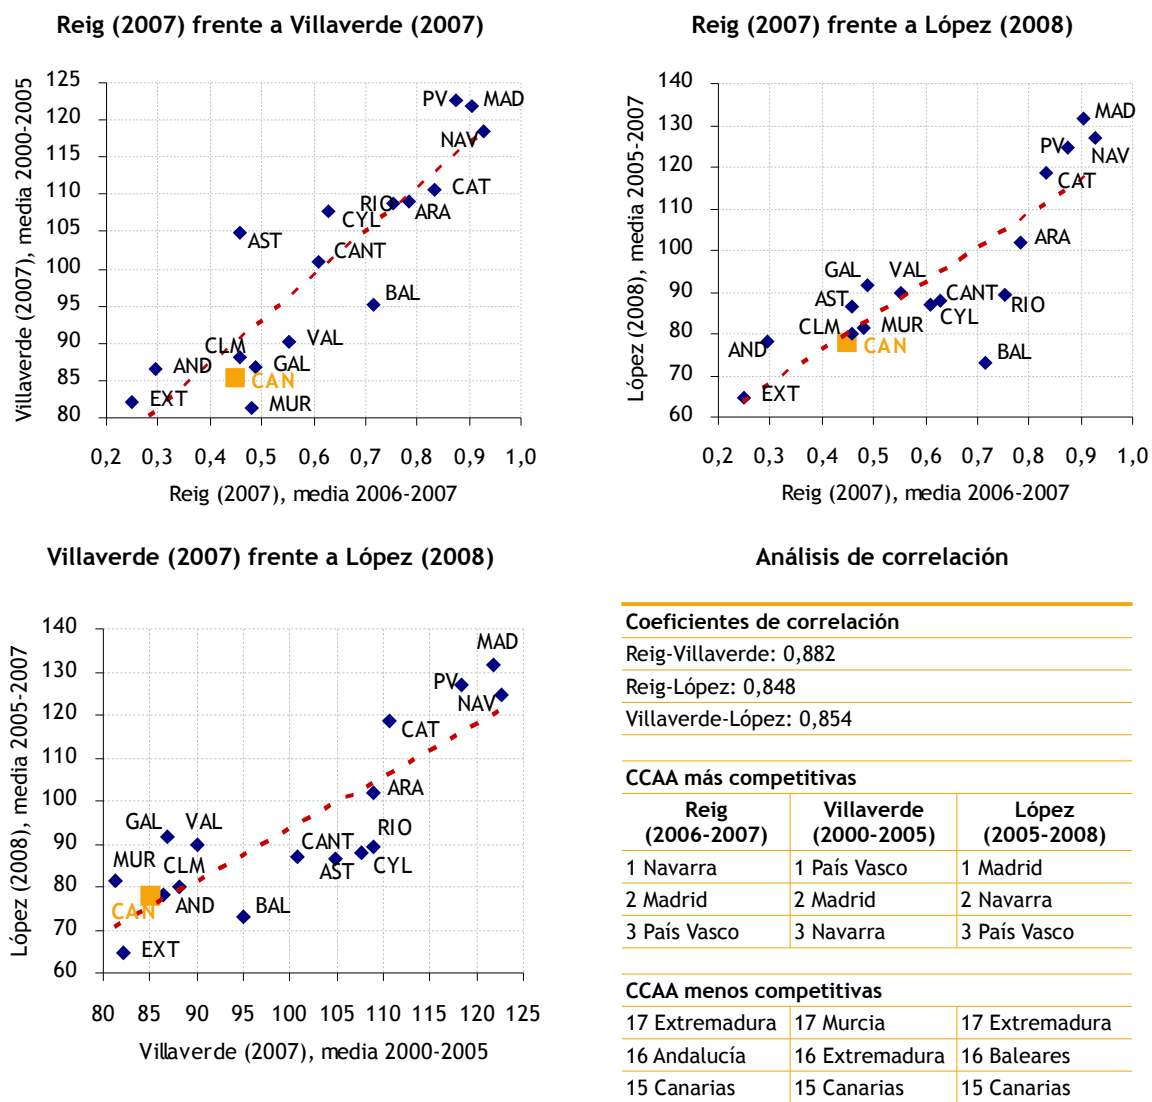 Reig (2007) frente a Villaverde (2007)
Villaverde (2007), media 2000-2005
125
120
115
110
105
100
95
90
85
80
PV
MAD
NAV
CAT
RIO
ARA
CYL
AST
CANT
BAL
VAL
CLM
AND
GAL
CAN
EXT
MUR
0,2 0,3 0,4 0,5 0,6 0,7 0,8 0,9 1,0
Reig (2007), media 2006-2007
Reig (2007) frente a López (2008)
López (2008), media 2005-2007
140
130
120
110
100
90
80
70
60
MAD
PV
NAV
CAT
ARA
GAL
VAL
AST
CANT
RIO
CYL
CLM
MUR
AND
CAN
BAL
EXT
0,2 0,3 0,4 0,5 0,6 0,7 0,8 0,9 1,0
Reig (2007), media 2006-2007
Villaverde (2007) frente a López (2008)
López (2008), media 2005-2007
140
130
120
110
100
90
80
70
60
MAD
PV
NAV
CAT
ARA
GAL
VAL
RIO
CANT
MUR
CLM
AST
CYL
CAN
AND
BAL
EXT
80 85 90 95 100 105 110 115 120 125
Villaverde (2007), media 2000-2005
Análisis de correlación
Coeficientes de correlación
Reig-Villaverde: 0,882
Reig-López: 0,848
Villaverde-López: 0,854
CCAA más competitivas
Reig Villaverde López
(2006-2007) (2000-2005) (2005-2008)
1 Navarra 1 País Vasco 1 Madrid
2 Madrid 2 Madrid 2 Navarra
3 País Vasco 3 Navarra 3 País Vasco
CCAA menos competitivas
17 Extremadura 17 Murcia 17 Extremadura
16 Andalucía 16 Extremadura 16 Baleares
15 Canarias 15 Canarias 15 Canarias